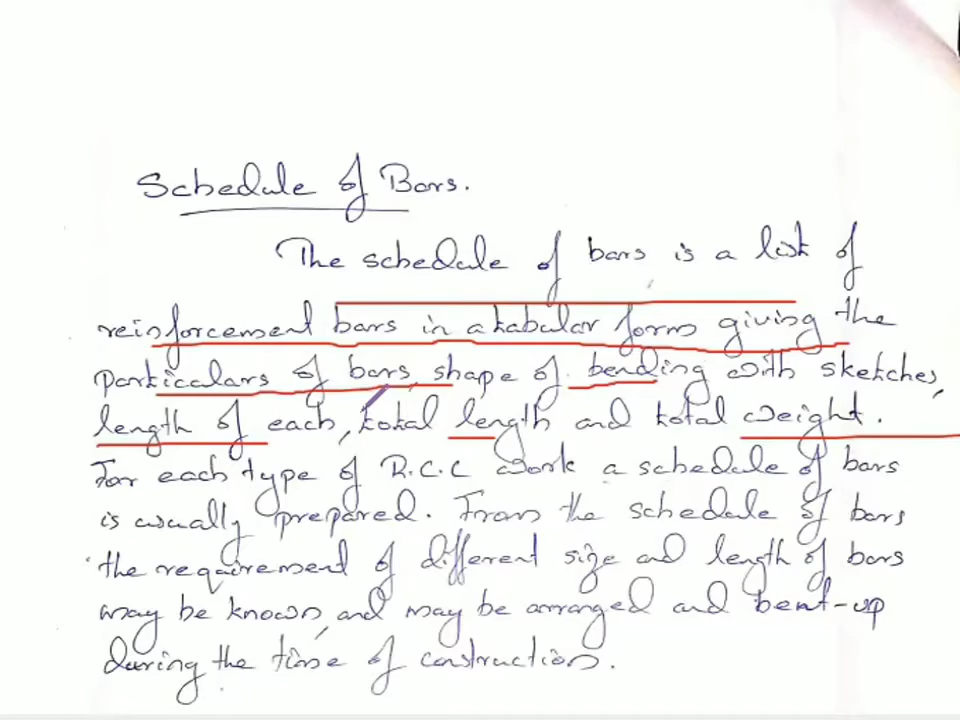 Schedule of Bars.
The schedule of bars is a list of
reinforcement bars in a tabular form giving the
particulars of bars, shape of bending with sketches,
length of each, total length and total weight.
For each type of R.C.C work a schedule of bars
is usually prepared. From the schedule of bars
the requirement of different size and length of bars
may be known, and may be arranged and bent-up
during the time of construction.